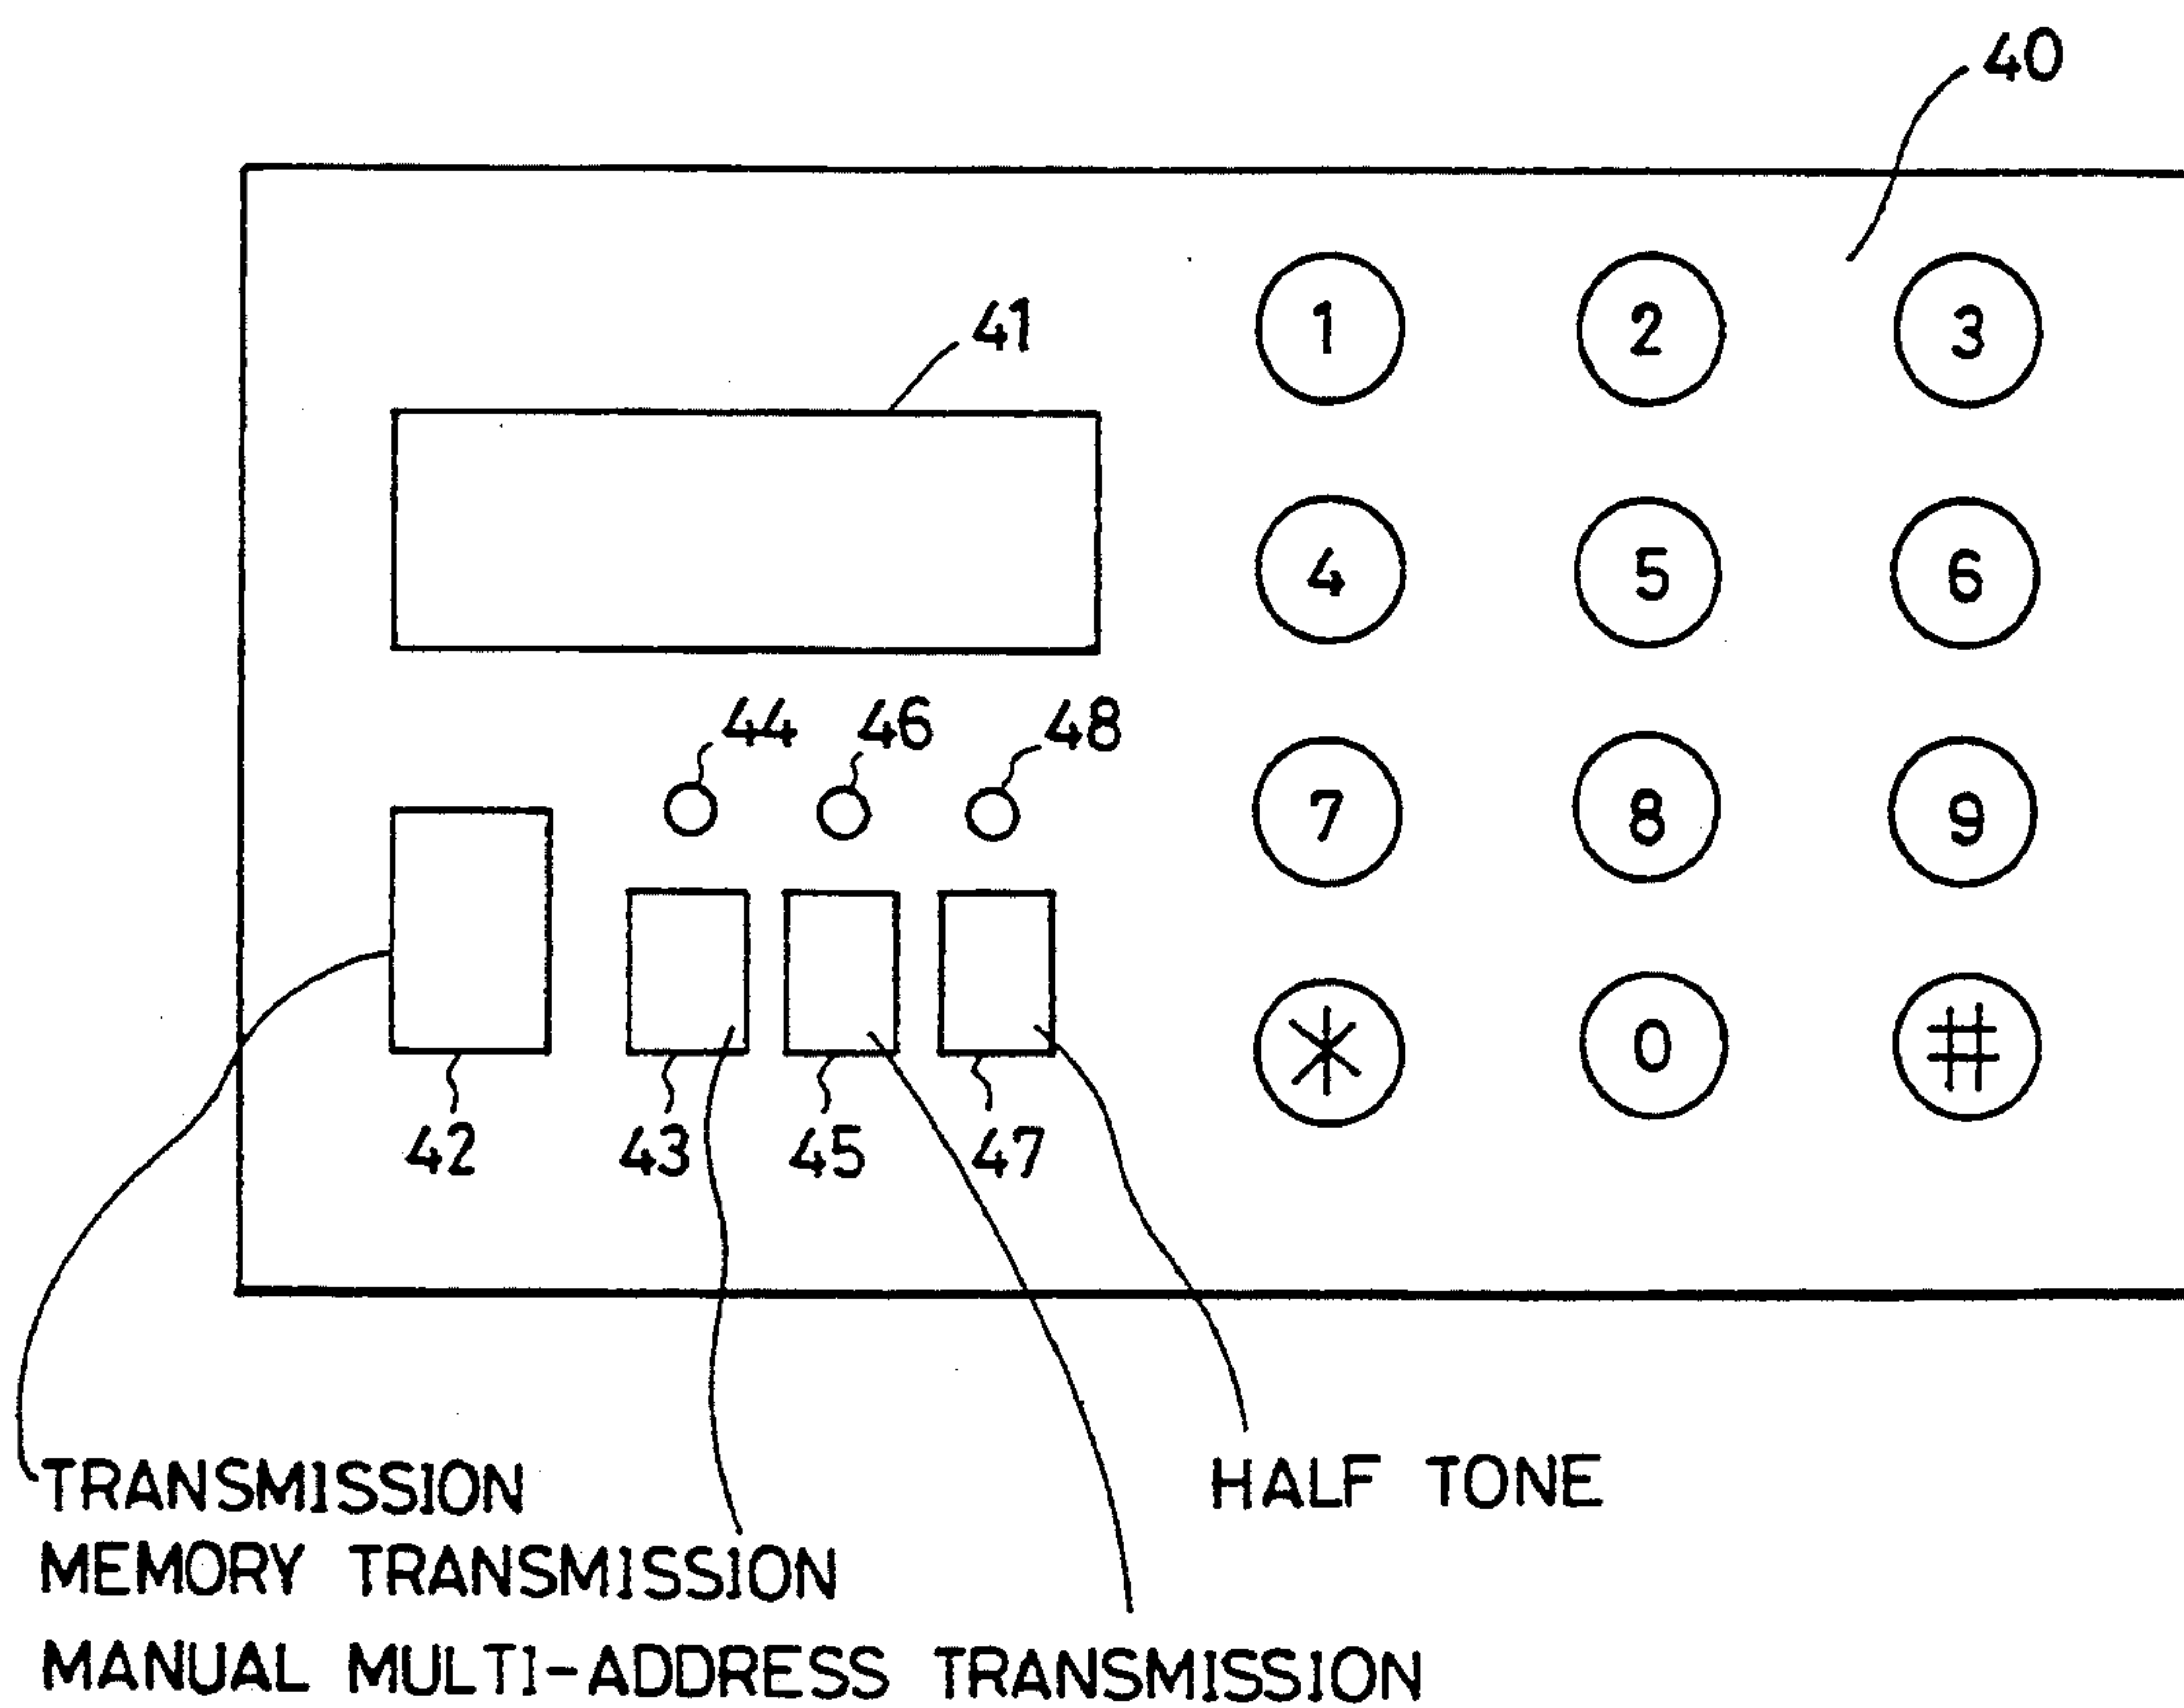 40
41
1 2 3
4 5 6
44 46 48
7 8 9
* 0 #
42 43 45 47
TRANSMISSION
HALF TONE
MEMORY TRANSMISSION
MANUAL MULTI-ADDRESS TRANSMISSION